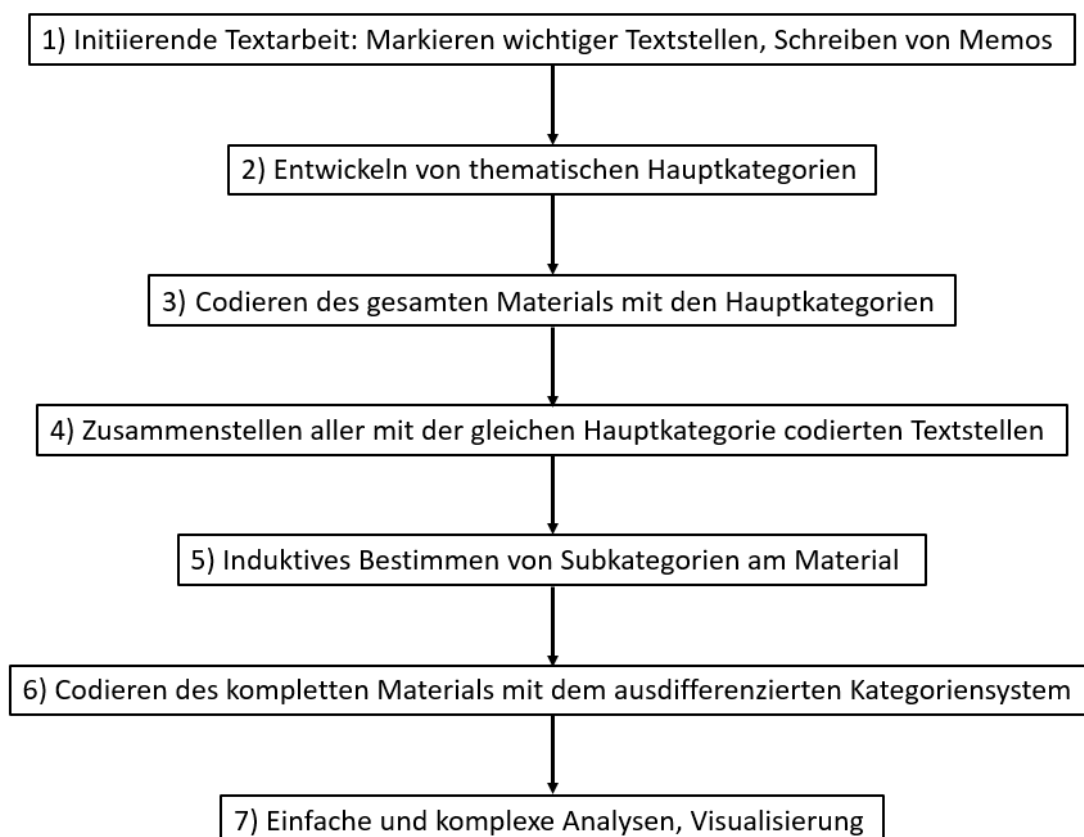 1) Initiierende Textarbeit: Markieren wichtiger Textstellen, Schreiben von Memos
2) Entwickeln von thematischen Hauptkategorien
3) Codieren des gesamten Materials mit den Hauptkategorien
4) Zusammenstellen aller mit der gleichen Hauptkategorie codierten Textstellen
5) Induktives Bestimmen von Subkategorien am Material
6) Codieren des kompletten Materials mit dem ausdifferenzierten Kategoriensystem
7) Einfache und komplexe Analysen, Visualisierung